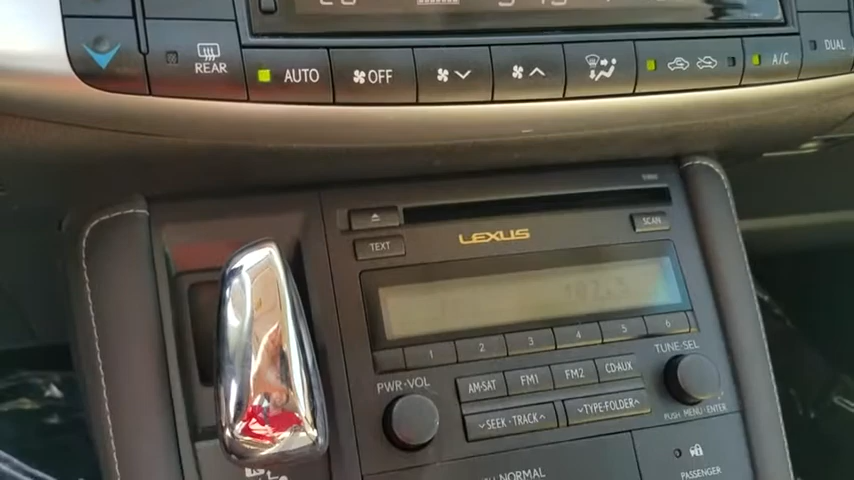 REAR AUTO OFF A/C DUAL
TEXT LEXUS SCAN
1 2 3 4 5 6
PWR•VOL AM•SAT FM1 FM2 CD•AUX TUNE•SEL
SEEK•TRACK TYPE•FOLDER PUSH MENU ENTER
NORMAL
PASSENGER